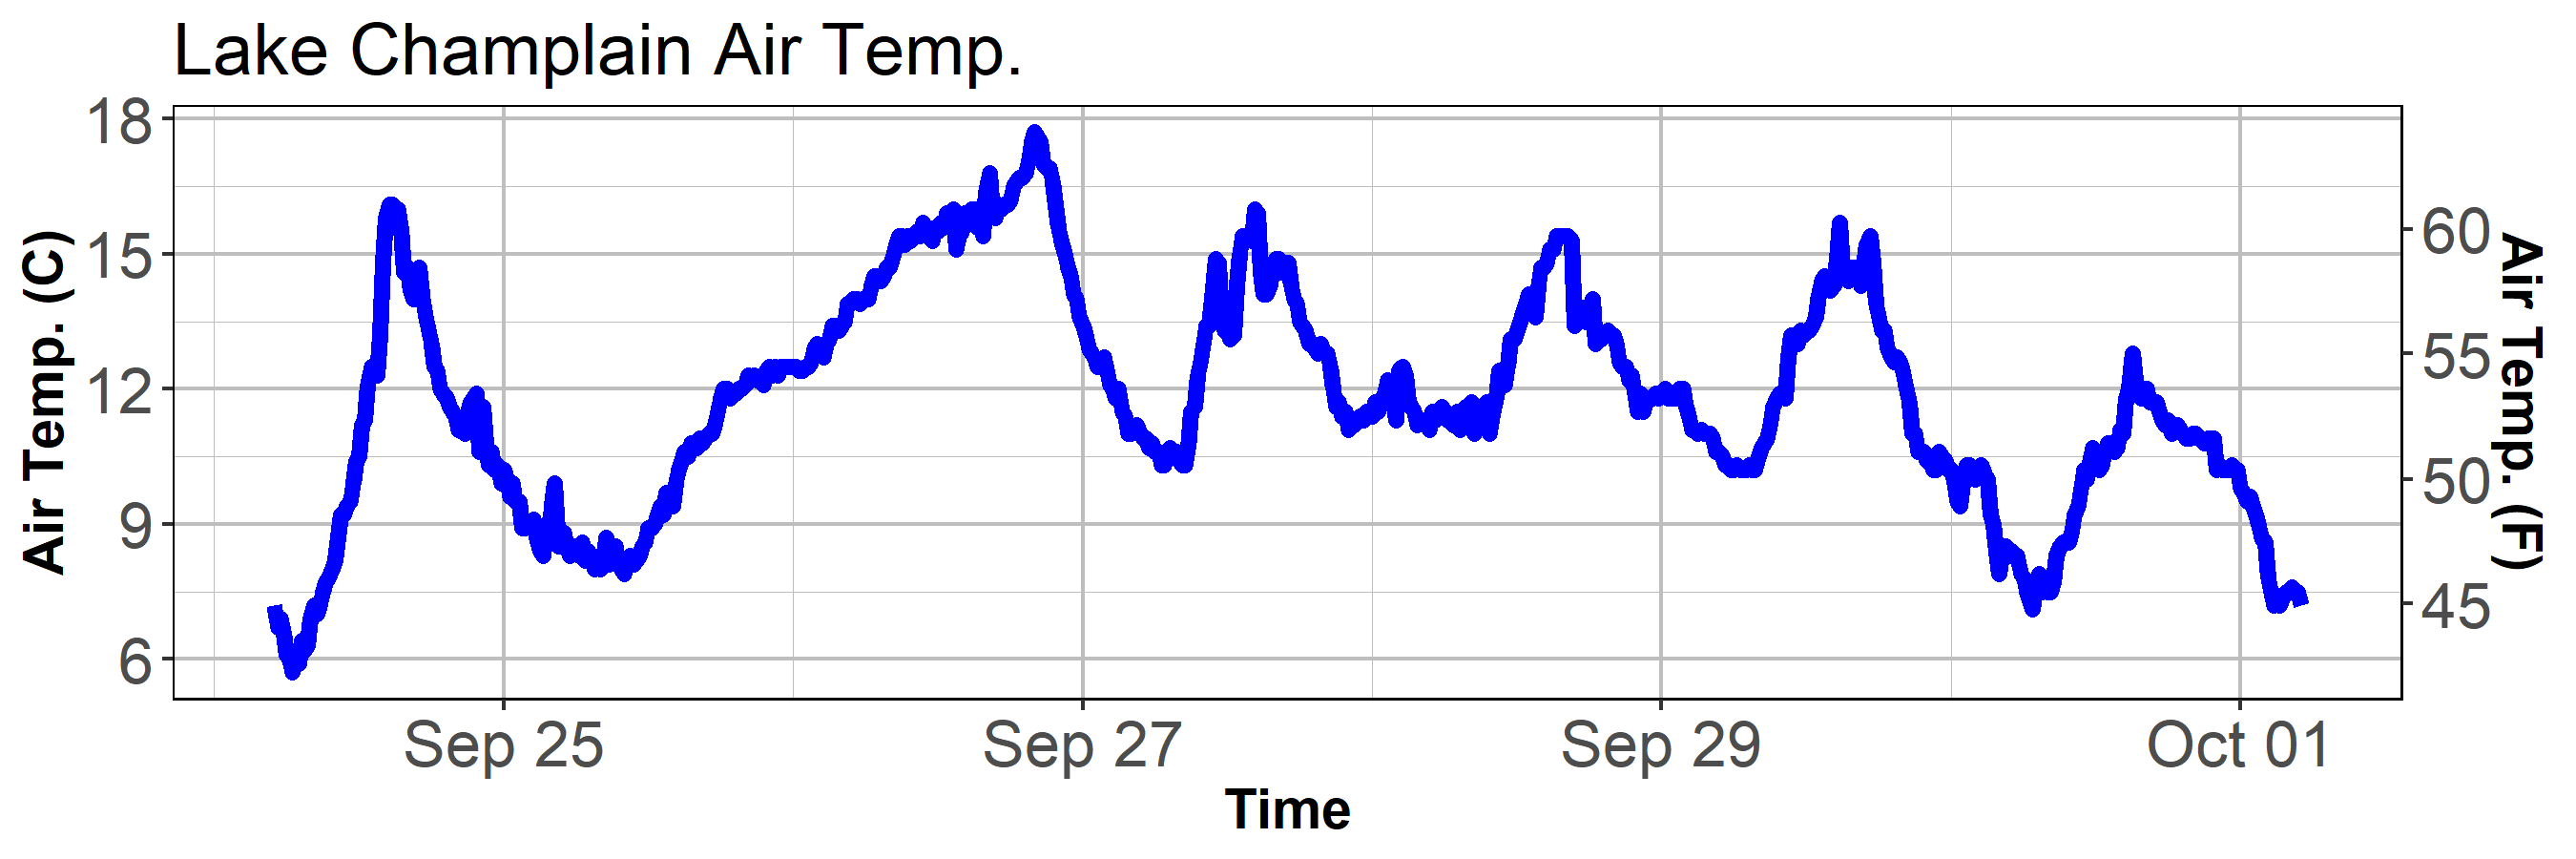 Lake Champlain Air Temp.
18
15
12
9
6
Air Temp. (C)
60
55
50
45
Air Temp. (F)
Sep 25
Sep 27
Sep 29
Oct 01
Time